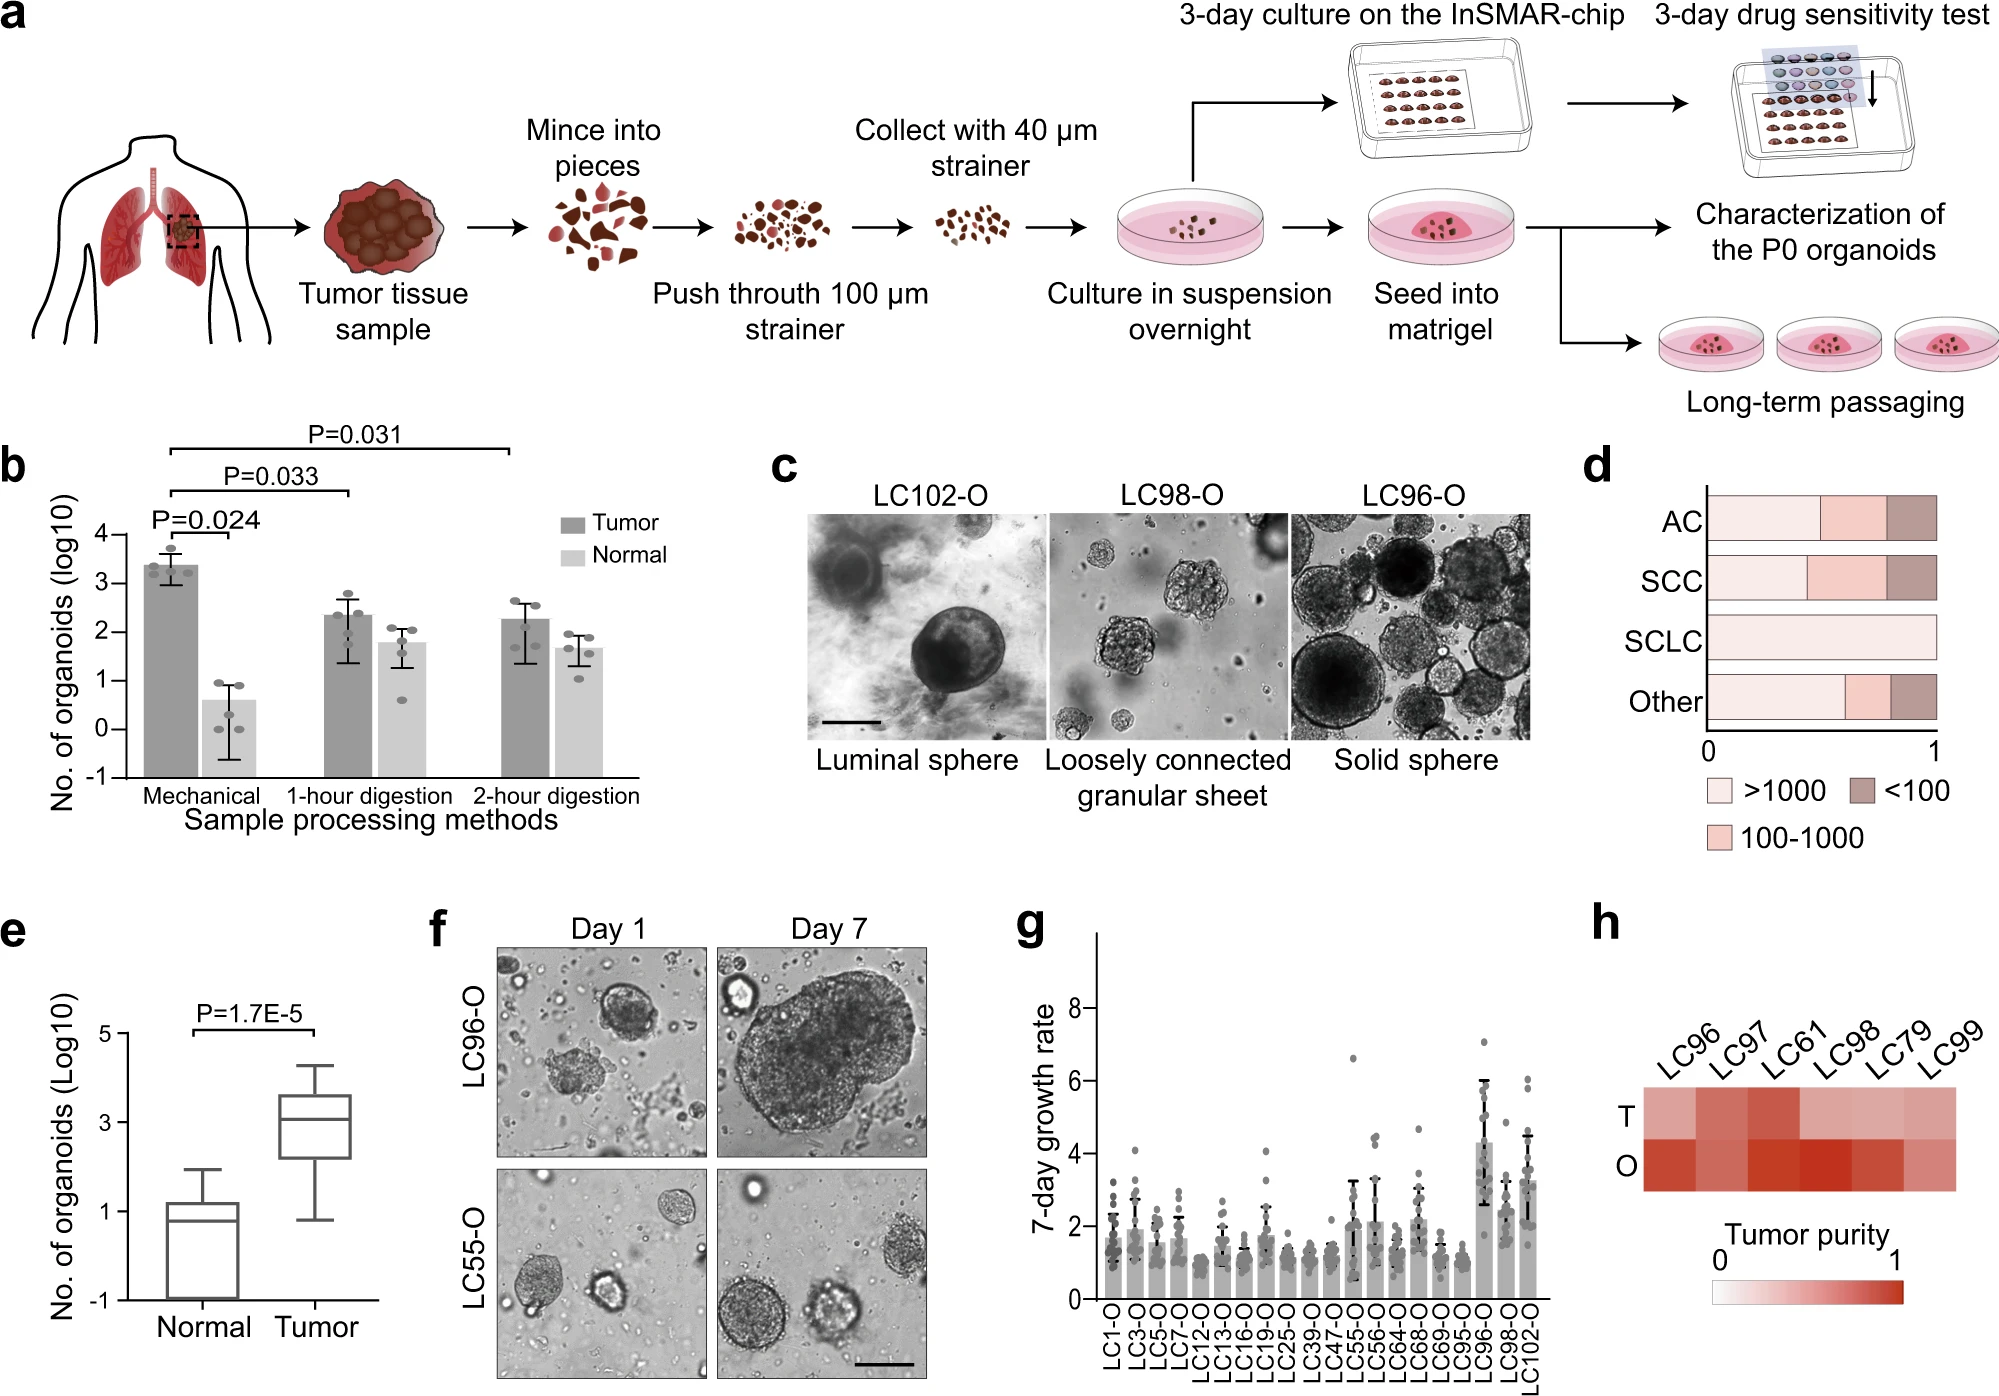 a
3-day culture on the InSMAR-chip
3-day drug sensitivity test
Mince into
pieces
Collect with 40 μm
strainer
Tumor tissue
sample
Push throuth 100 μm
strainer
Culture in suspension
overnight
Seed into
matrigel
Characterization of
the P0 organoids
Long-term passaging
b
P=0.031
P=0.033
P=0.024
No. of organoids (log10)
4
3
2
1
0
-1
Tumor
Normal
Mechanical
1-hour digestion
2-hour digestion
Sample processing methods
c
LC102-O
LC98-O
LC96-O
Luminal sphere
Loosely connected
granular sheet
Solid sphere
d
AC
SCC
SCLC
Other
0
1
>1000
<100
100-1000
e
P=1.7E-5
No. of organoids (Log10)
5
3
1
-1
Normal
Tumor
f
Day 1
Day 7
LC96-O
LC55-O
g
7-day growth rate
8
6
4
2
0
LC1-O
LC3-O
LC5-O
LC7-O
LC12-O
LC13-O
LC16-O
LC19-O
LC25-O
LC39-O
LC47-O
LC55-O
LC56-O
LC64-O
LC68-O
LC69-O
LC95-O
LC96-O
LC98-O
LC102-O
h
LC96
LC97
LC61
LC98
LC79
LC99
T
O
Tumor purity
0
1